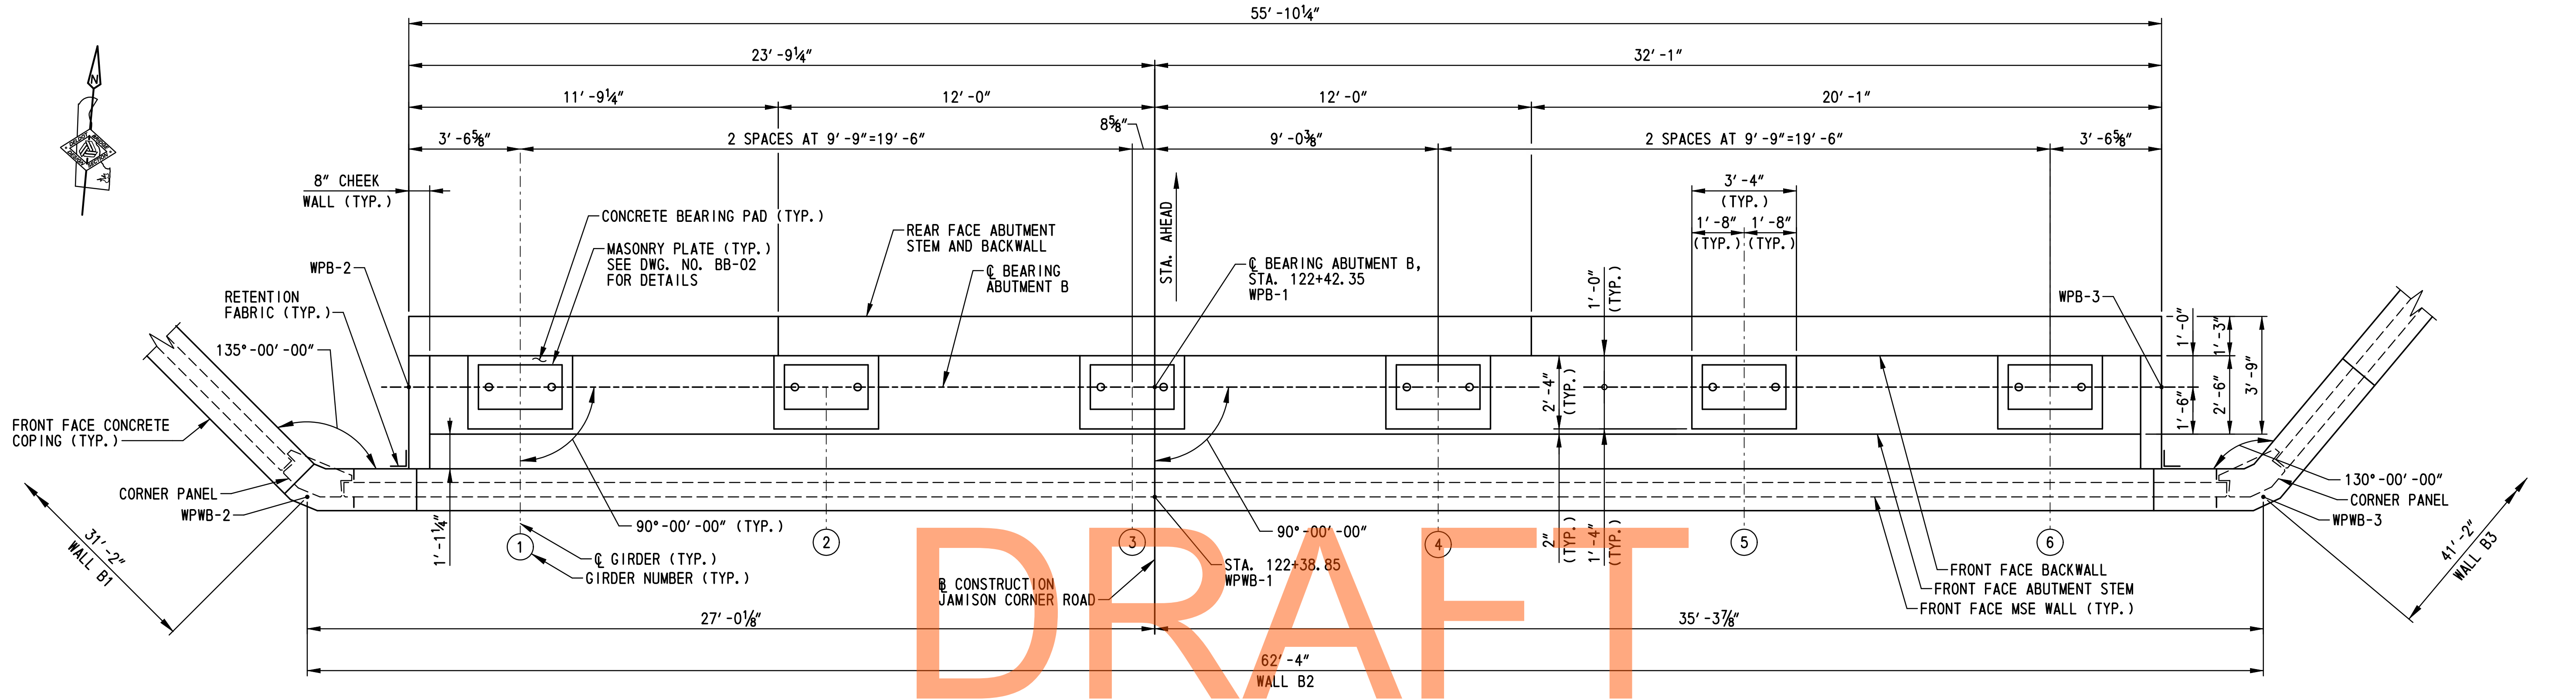 55'-10¼"
23'-9¼"
32'-1"
11'-9¼"
12'-0"
12'-0"
20'-1"
3'-6⅝"
2 SPACES AT 9'-9"=19'-6"
8⅝"
9'-0⅜"
2 SPACES AT 9'-9"=19'-6"
3'-6⅝"
N
8" CHEEK
WALL (TYP.)
CONCRETE BEARING PAD (TYP.)
MASONRY PLATE (TYP.)
SEE DWG. NO. BB-02
FOR DETAILS
REAR FACE ABUTMENT
STEM AND BACKWALL
℄ BEARING
ABUTMENT B
STA. AHEAD
℄ BEARING ABUTMENT B,
STA. 122+42.35
WPB-1
3'-4"
(TYP.)
1'-8" 1'-8"
(TYP.) (TYP.)
1'-0"
(TYP.)
WPB-2
WPB-3
RETENTION
FABRIC (TYP.)
135°-00'-00"
1'-0"
1'-3"
3'-9"
2'-6"
1'-6"
2'-4"
(TYP.)
FRONT FACE CONCRETE
COPING (TYP.)
CORNER PANEL
WPWB-2
130°-00'-00"
CORNER PANEL
WPWB-3
31'-2"
WALL B1
1'-1¼"
90°-00'-00" (TYP.)
90°-00'-00"
2"
(TYP.)
1'-4"
(TYP.)
41'-2"
WALL B3
1
2
3
4
5
6
℄ GIRDER (TYP.)
GIRDER NUMBER (TYP.)
STA. 122+38.85
WPWB-1
FRONT FACE BACKWALL
FRONT FACE ABUTMENT STEM
FRONT FACE MSE WALL (TYP.)
B CONSTRUCTION
JAMISON CORNER ROAD
27'-0⅛"
35'-3⅞"
62'-4"
WALL B2
DRAFT